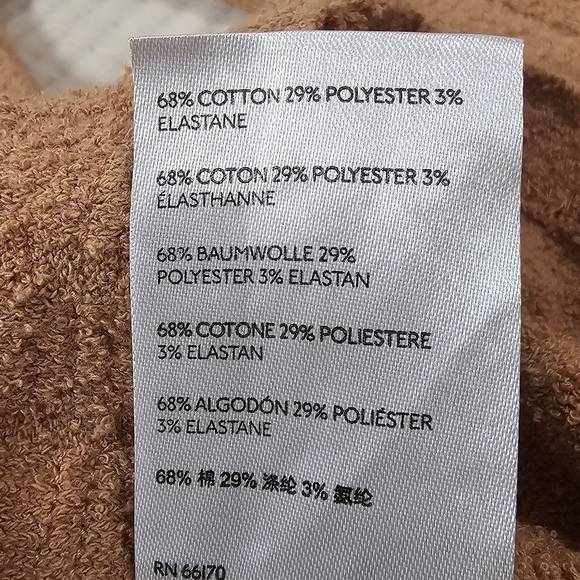 68% COTTON 29% POLYESTER 3%
ELASTANE
68% COTON 29% POLYESTER 3%
ÉLASTHANNE
68% BAUMWOLLE 29%
POLYESTER 3% ELASTAN
68% COTONE 29% POLIESTERE
3% ELASTAN
68% ALGODÓN 29% POLIÉSTER
3% ELASTANE
68% 棉 29% 涤纶 3% 氨纶
RN 66170